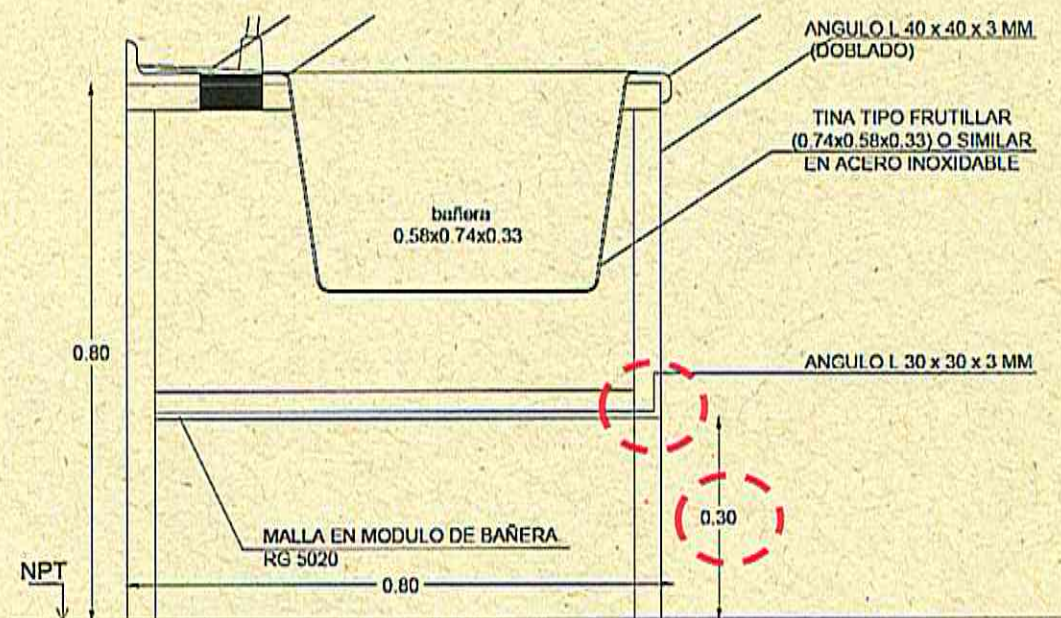 ANGULO L 40 x 40 x 3 MM
(DOBLADO)
TINA TIPO FRUTILLAR
(0.74x0.58x0.33) O SIMILAR
EN ACERO INOXIDABLE
bañera
0.58x0.74x0.33
0.80
ANGULO L 30 x 30 x 3 MM
0.30
MALLA EN MODULO DE BAÑERA
RG 5020
NPT
0.80